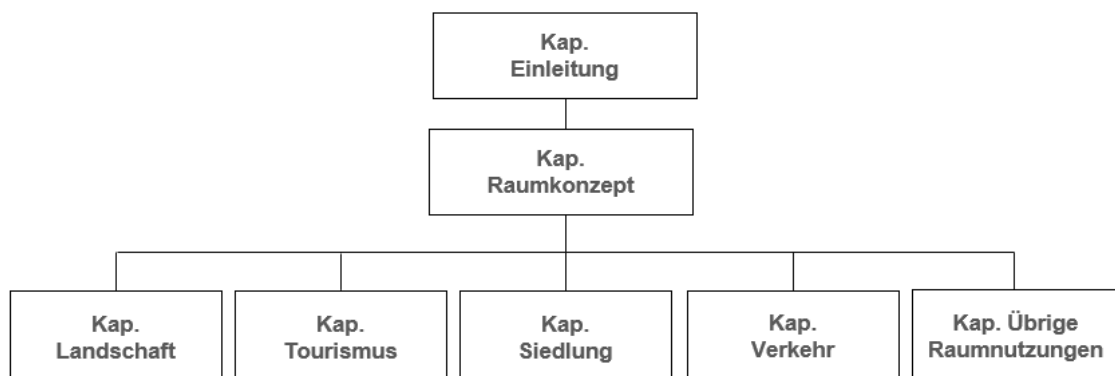 Kap.
Einleitung
Kap.
Raumkonzept
Kap.
Landschaft
Kap.
Tourismus
Kap.
Siedlung
Kap.
Verkehr
Kap. Übrige
Raumnutzungen